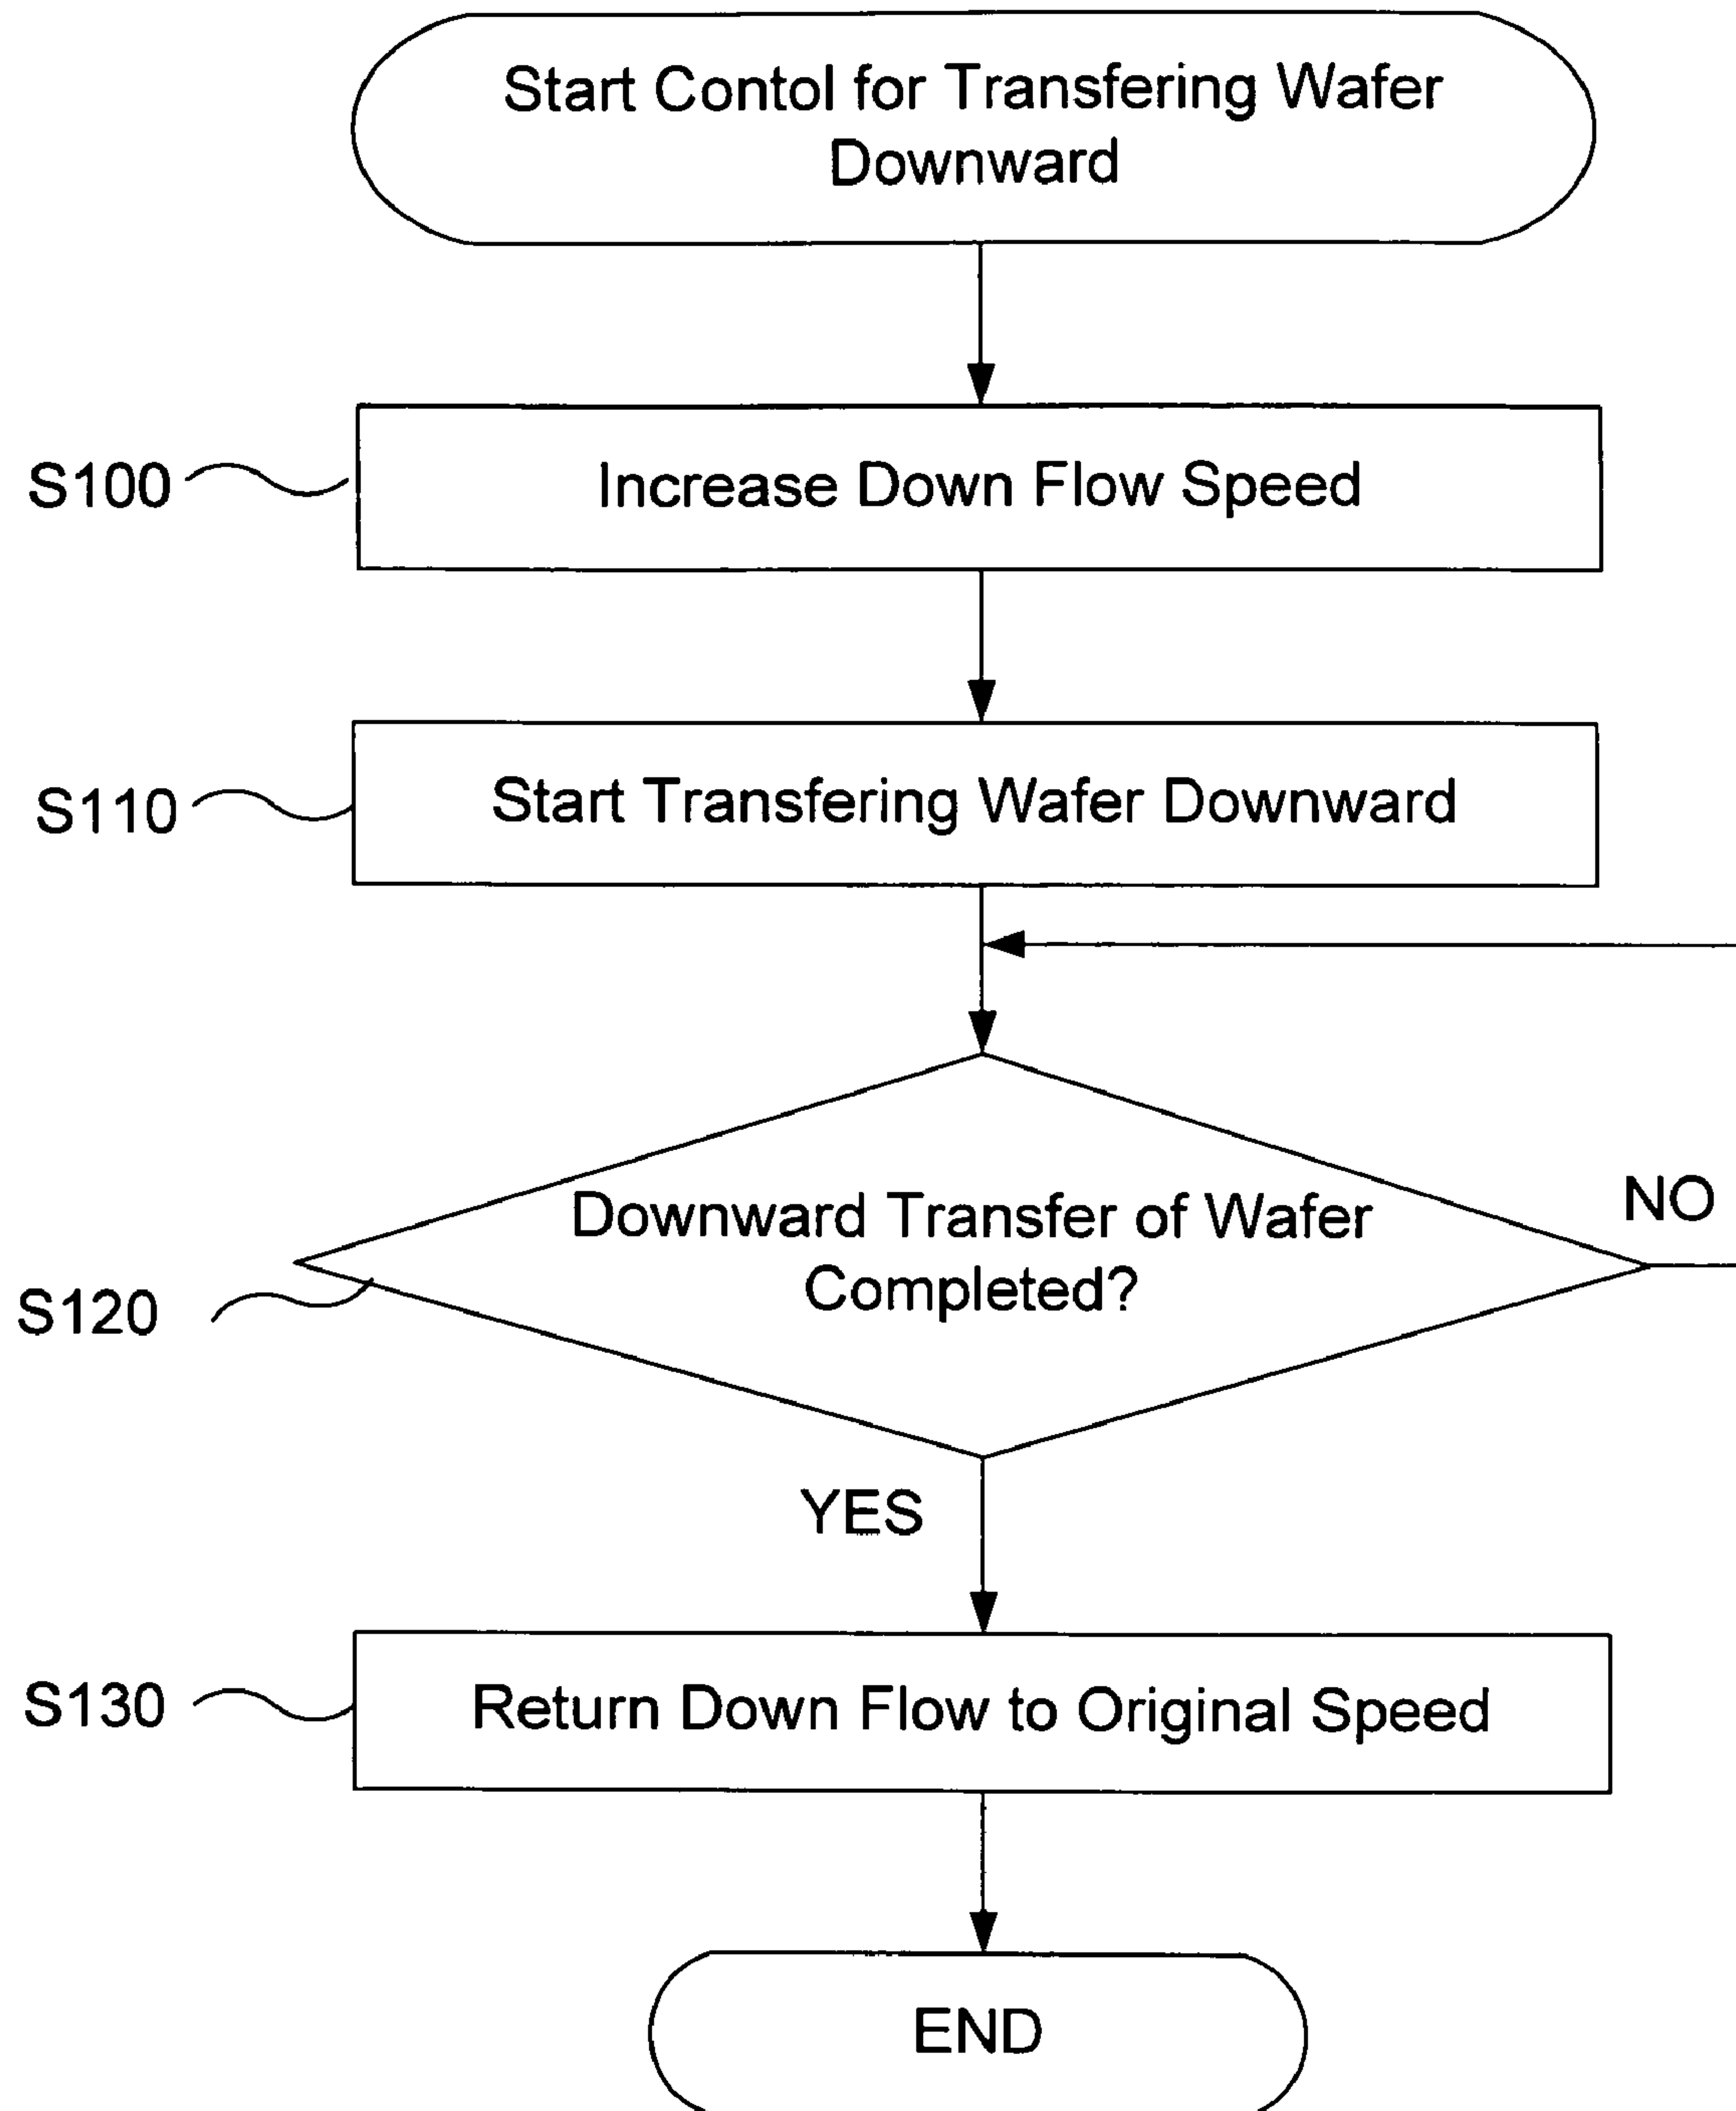 Start Contol for Transfering Wafer
Downward
S100
Increase Down Flow Speed
S110
Start Transfering Wafer Downward
Downward Transfer of Wafer
Completed?
NO
S120
YES
S130
Return Down Flow to Original Speed
END